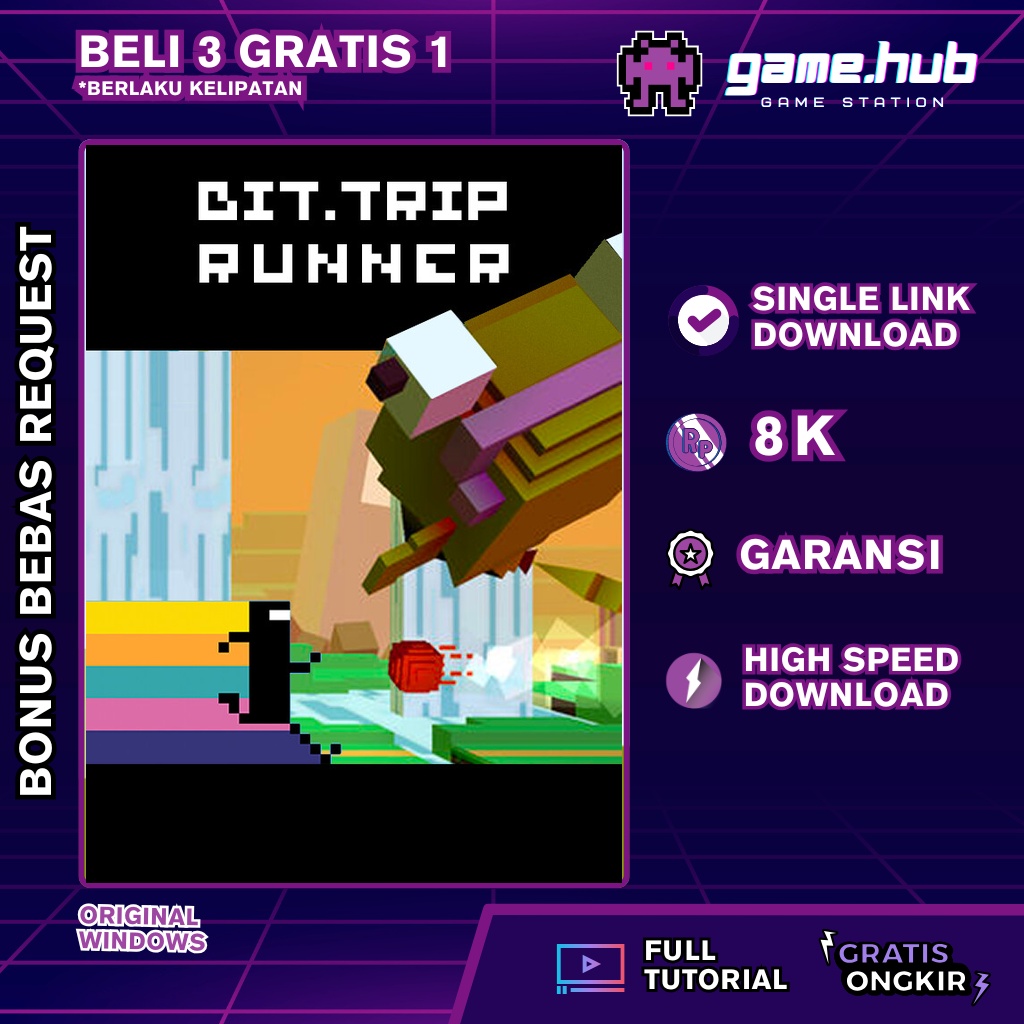 BELI 3 GRATIS 1
*BERLAKU KELIPATAN
game.hub
GAME STATION
BONUS BEBAS REQUEST
BIT.TRIP
RUNNER
SINGLE LINK
DOWNLOAD
Rp
8K
GARANSI
HIGH SPEED
DOWNLOAD
ORIGINAL
WINDOWS
FULL
TUTORIAL
GRATIS
ONGKIR